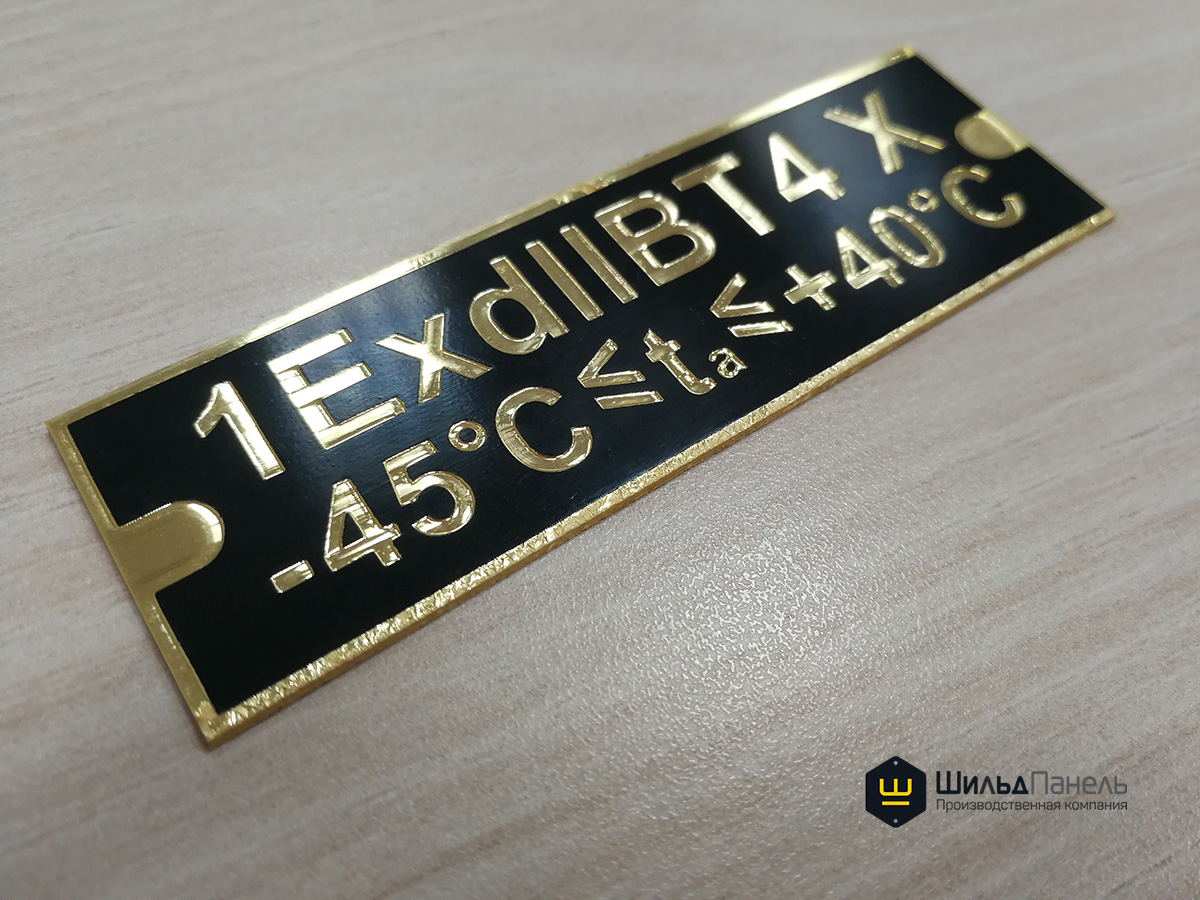 1ExdIIBT4 X
-45°C≤ta≤+40°C
ШильдПанель
Производственная компания